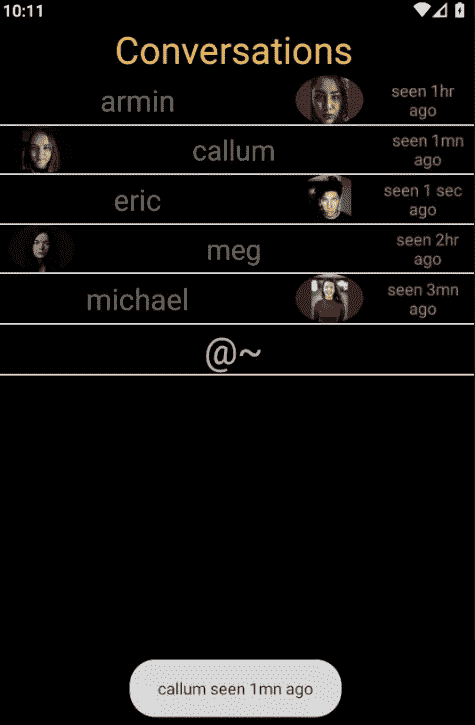 10:11
Conversations
armin
seen 1hr
ago
callum
seen 1mn
ago
eric
seen 1 sec
ago
meg
seen 2hr
ago
michael
seen 3mn
ago
@~
callum seen 1mn ago